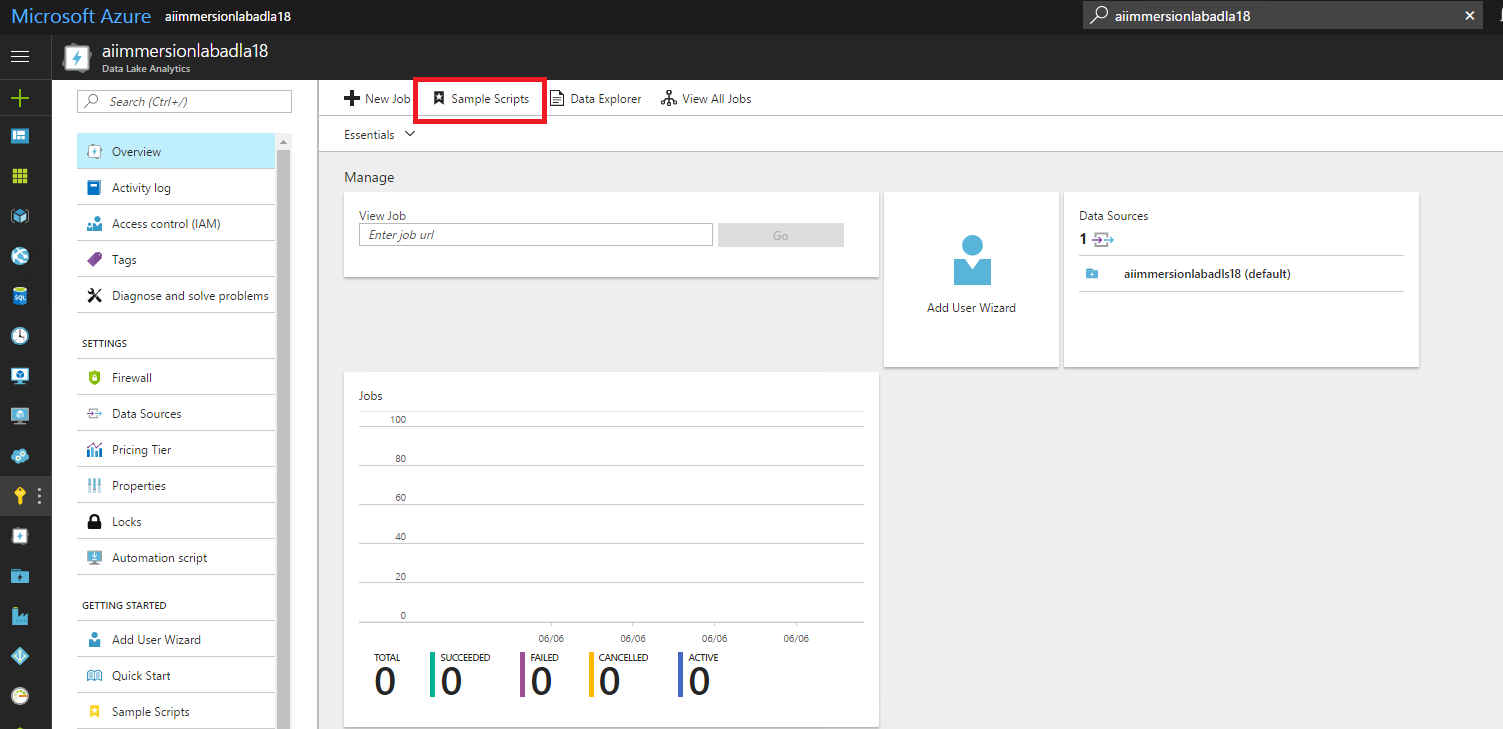 Microsoft Azure aiimmersionlabadla18
aiimmersionlabadla18
aiimmersionlabadla18
Data Lake Analytics
Search (Ctrl+/)
Overview
Activity log
Access control (IAM)
Tags
Diagnose and solve problems
SETTINGS
Firewall
Data Sources
Pricing Tier
Properties
Locks
Automation script
GETTING STARTED
Add User Wizard
Quick Start
Sample Scripts
New Job Sample Scripts Data Explorer View All Jobs
Essentials
Manage
View Job
Enter job url Go
Add User Wizard
Data Sources
1
aiimmersionlabadls18 (default)
Jobs
100
80
60
40
20
0
06/06 06/06 06/06 06/06
TOTAL SUCCEEDED FAILED CANCELLED ACTIVE
0 0 0 0 0
SQL